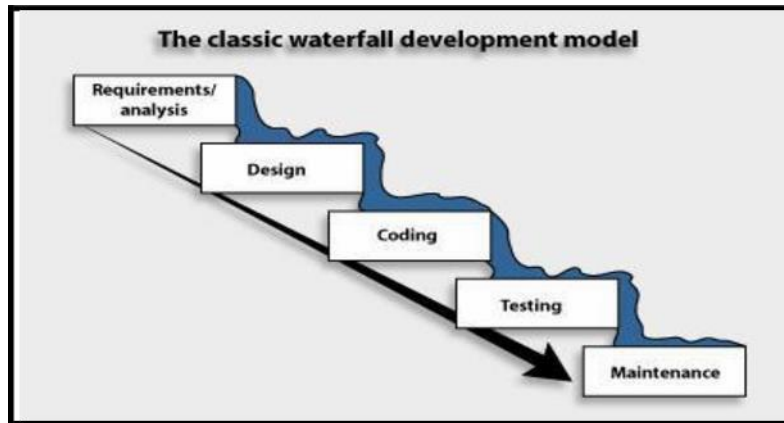 The classic waterfall development model
Requirements/
analysis
Design
Coding
Testing
Maintenance